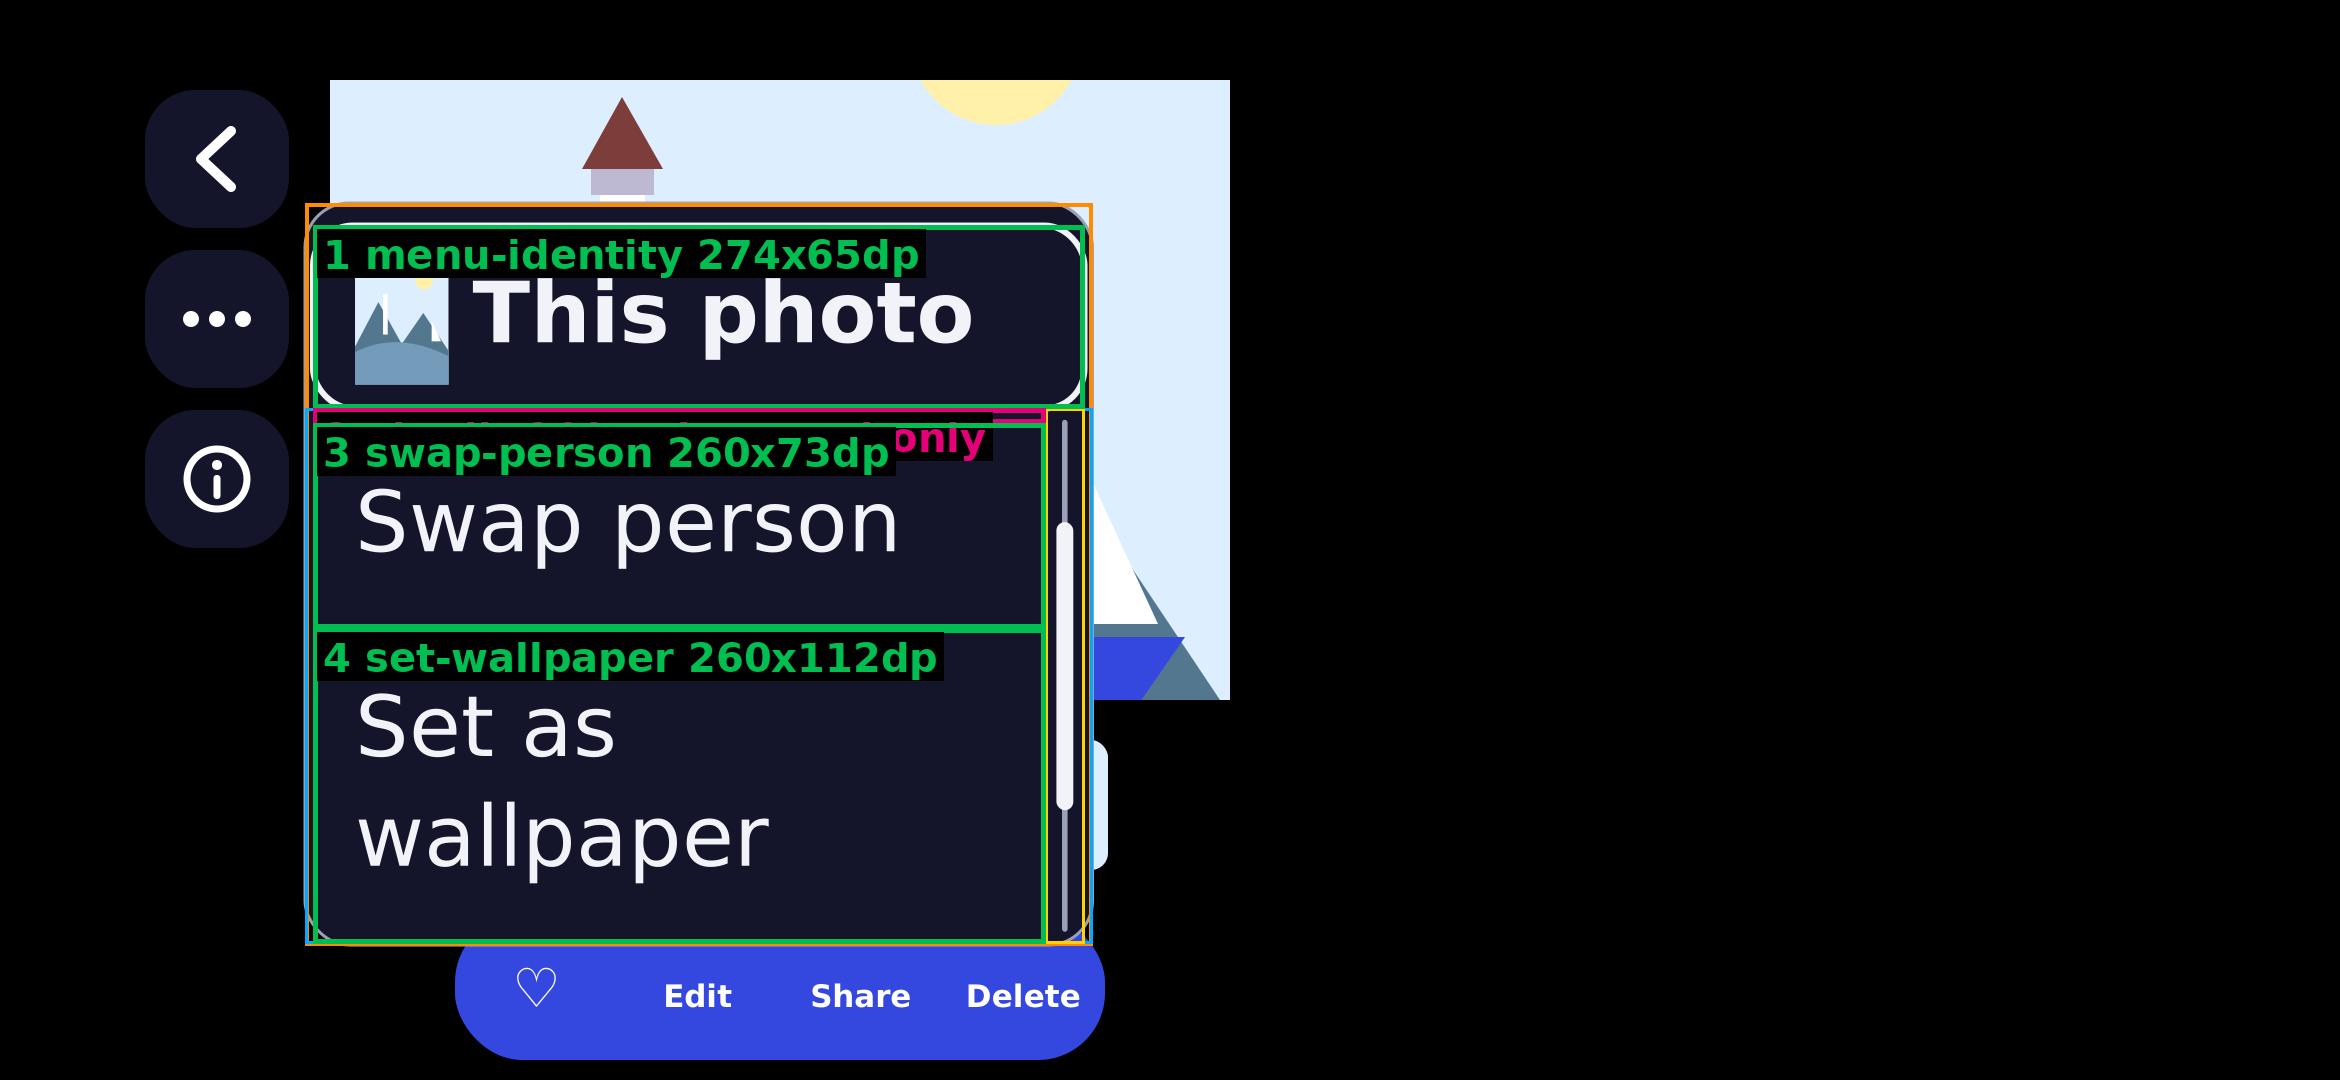 1 menu-identity 274x65dp
This photo
only
3 swap-person 260x73dp
Swap person
4 set-wallpaper 260x112dp
Set as
wallpaper
Edit
Share
Delete